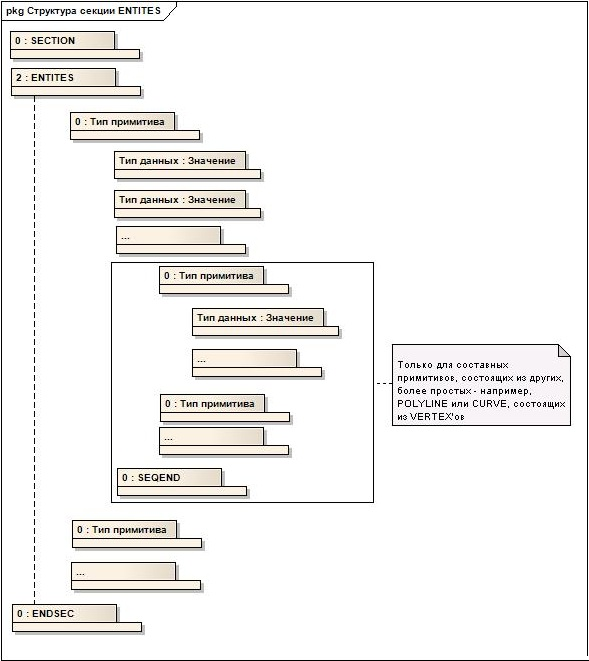 pkg Структура секции ENTITES
0 : SECTION
2 : ENTITES
0 : Тип примитива
Тип данных : Значение
Тип данных : Значение
...
0 : Тип примитива
Тип данных : Значение
...
Только для составных
примитивов, состоящих из других,
более простых - например,
POLYLINE или CURVE, состоящих
из VERTEX'ов
0 : Тип примитива
...
0 : SEQEND
0 : Тип примитива
...
0 : ENDSEC